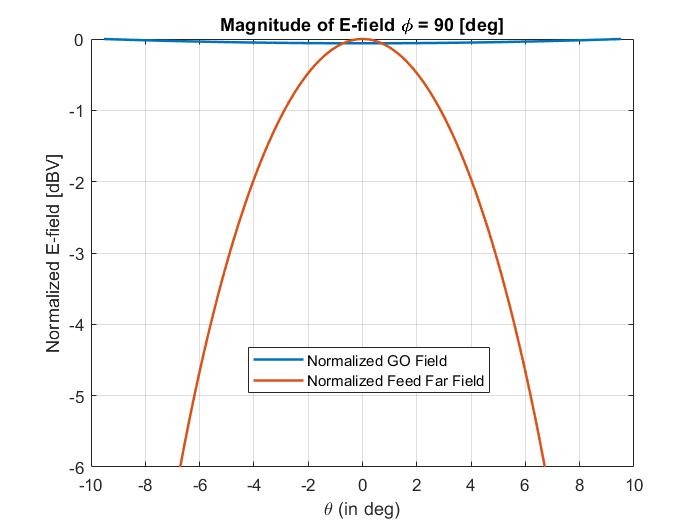 Magnitude of E-field ϕ = 90 [deg]
Normalized E-field [dBV]
0
-1
-2
-3
-4
-5
-6
Normalized GO Field
Normalized Feed Far Field
-10 -8 -6 -4 -2 0 2 4 6 8 10
θ (in deg)